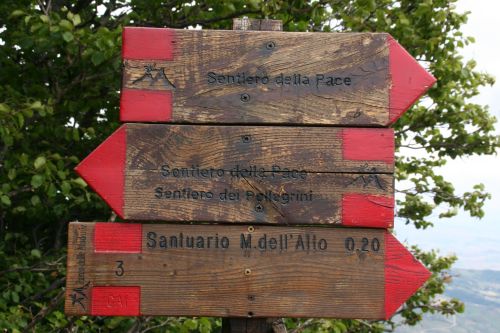 Sentiero della Pace
Sentiero della Pace
Sentiero dei Pellegrini
Santuario M.dell'Alto 0.20
3
CAI